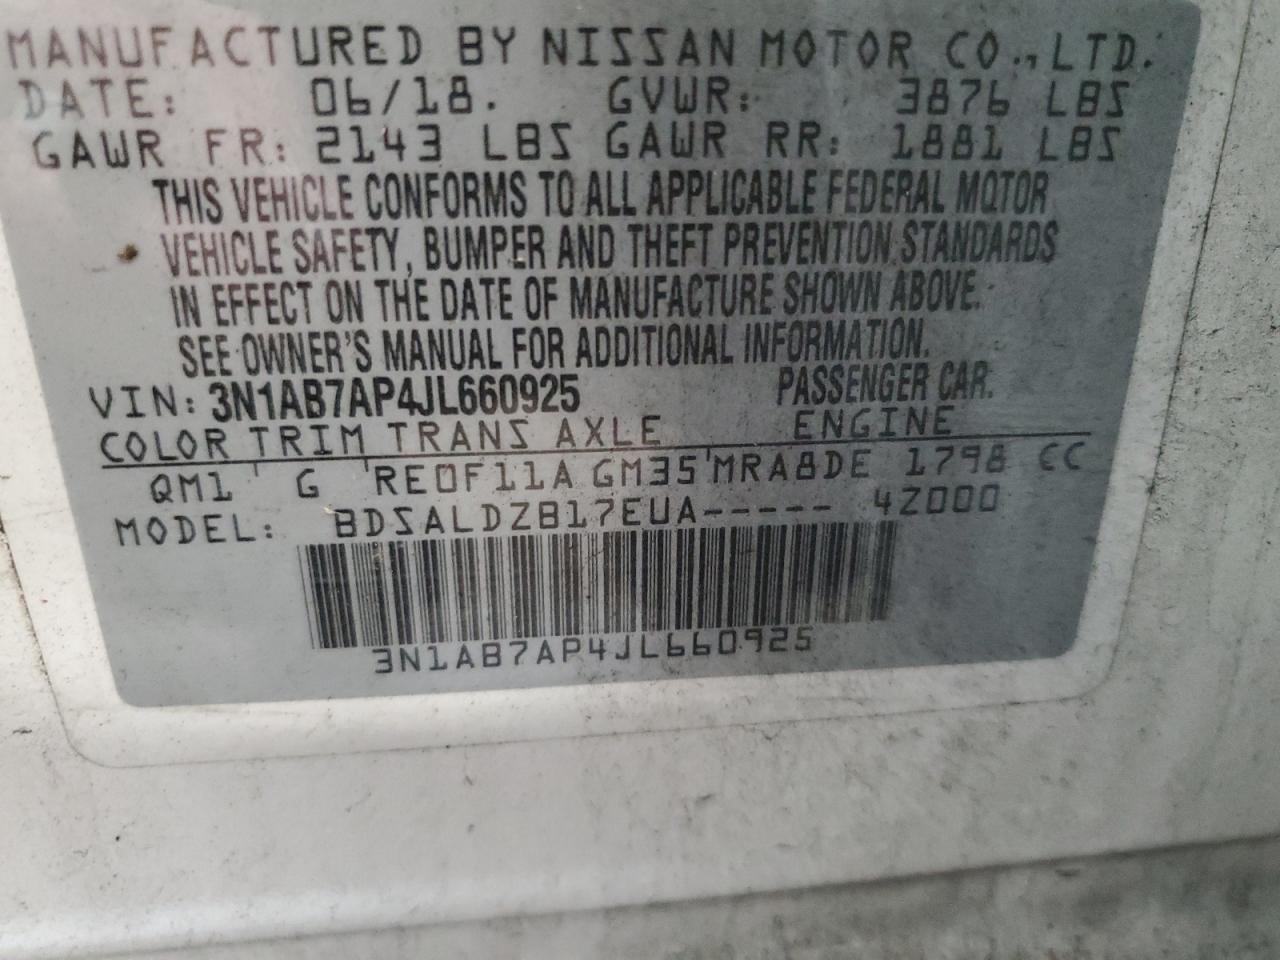 MANUFACTURED BY NISSAN MOTOR CO., LTD.
DATE: 06/18. GVWR: 3876 LBS
GAWR FR: 2143 LBS GAWR RR: 1881 LBS
THIS VEHICLE CONFORMS TO ALL APPLICABLE FEDERAL MOTOR
VEHICLE SAFETY, BUMPER AND THEFT PREVENTION STANDARDS
IN EFFECT ON THE DATE OF MANUFACTURE SHOWN ABOVE.
SEE OWNER'S MANUAL FOR ADDITIONAL INFORMATION.
VIN: 3N1AB7AP4JL660925 PASSENGER CAR.
COLOR TRIM TRANS AXLE ENGINE
QM1 G RE0F11A GM35 MRA8DE 1798 CC
MODEL: BDSALDZB17EUA----- 4Z000
3N1AB7AP4JL660925